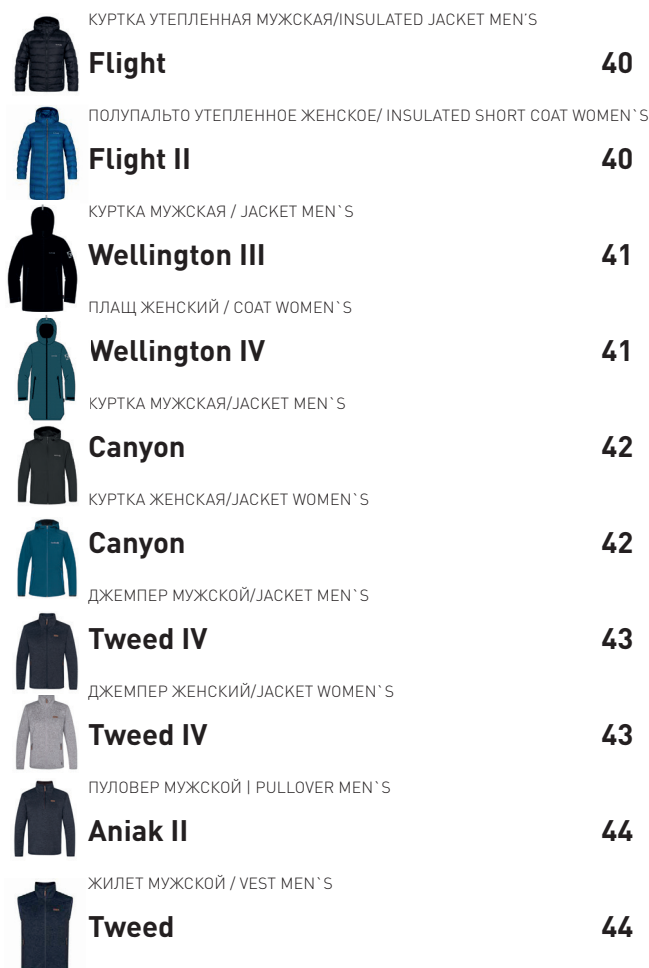 КУРТКА УТЕПЛЕННАЯ МУЖСКАЯ/INSULATED JACKET MEN'S
Flight 40
ПОЛУПАЛЬТО УТЕПЛЕННОЕ ЖЕНСКОЕ/ INSULATED SHORT COAT WOMEN`S
Flight II 40
КУРТКА МУЖСКАЯ / JACKET MEN`S
Wellington III 41
ПЛАЩ ЖЕНСКИЙ / COAT WOMEN`S
Wellington IV 41
КУРТКА МУЖСКАЯ/JACKET MEN`S
Canyon 42
КУРТКА ЖЕНСКАЯ/JACKET WOMEN`S
Canyon 42
ДЖЕМПЕР МУЖСКОЙ/JACKET MEN`S
Tweed IV 43
ДЖЕМПЕР ЖЕНСКИЙ/JACKET WOMEN`S
Tweed IV 43
ПУЛОВЕР МУЖСКОЙ | PULLOVER MEN`S
Aniak II 44
ЖИЛЕТ МУЖСКОЙ / VEST MEN`S
Tweed 44